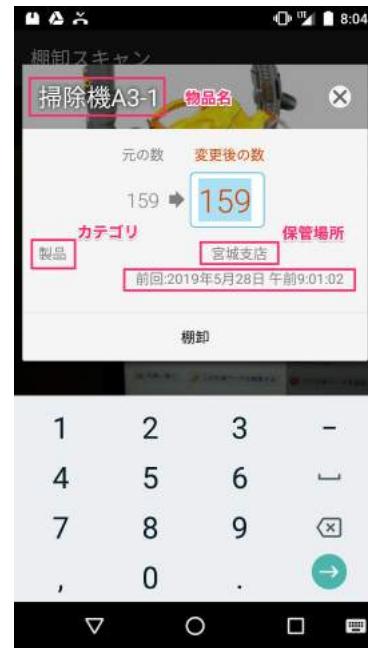 8:04
棚卸スキャン
掃除機A3-1 物品名
元の数 変更後の数
159 159
カテゴリ 保管場所
製品 宮城支店
前回:2019年5月28日 午前9:01:02
棚卸
1 2 3 -
4 5 6
7 8 9
, 0 .